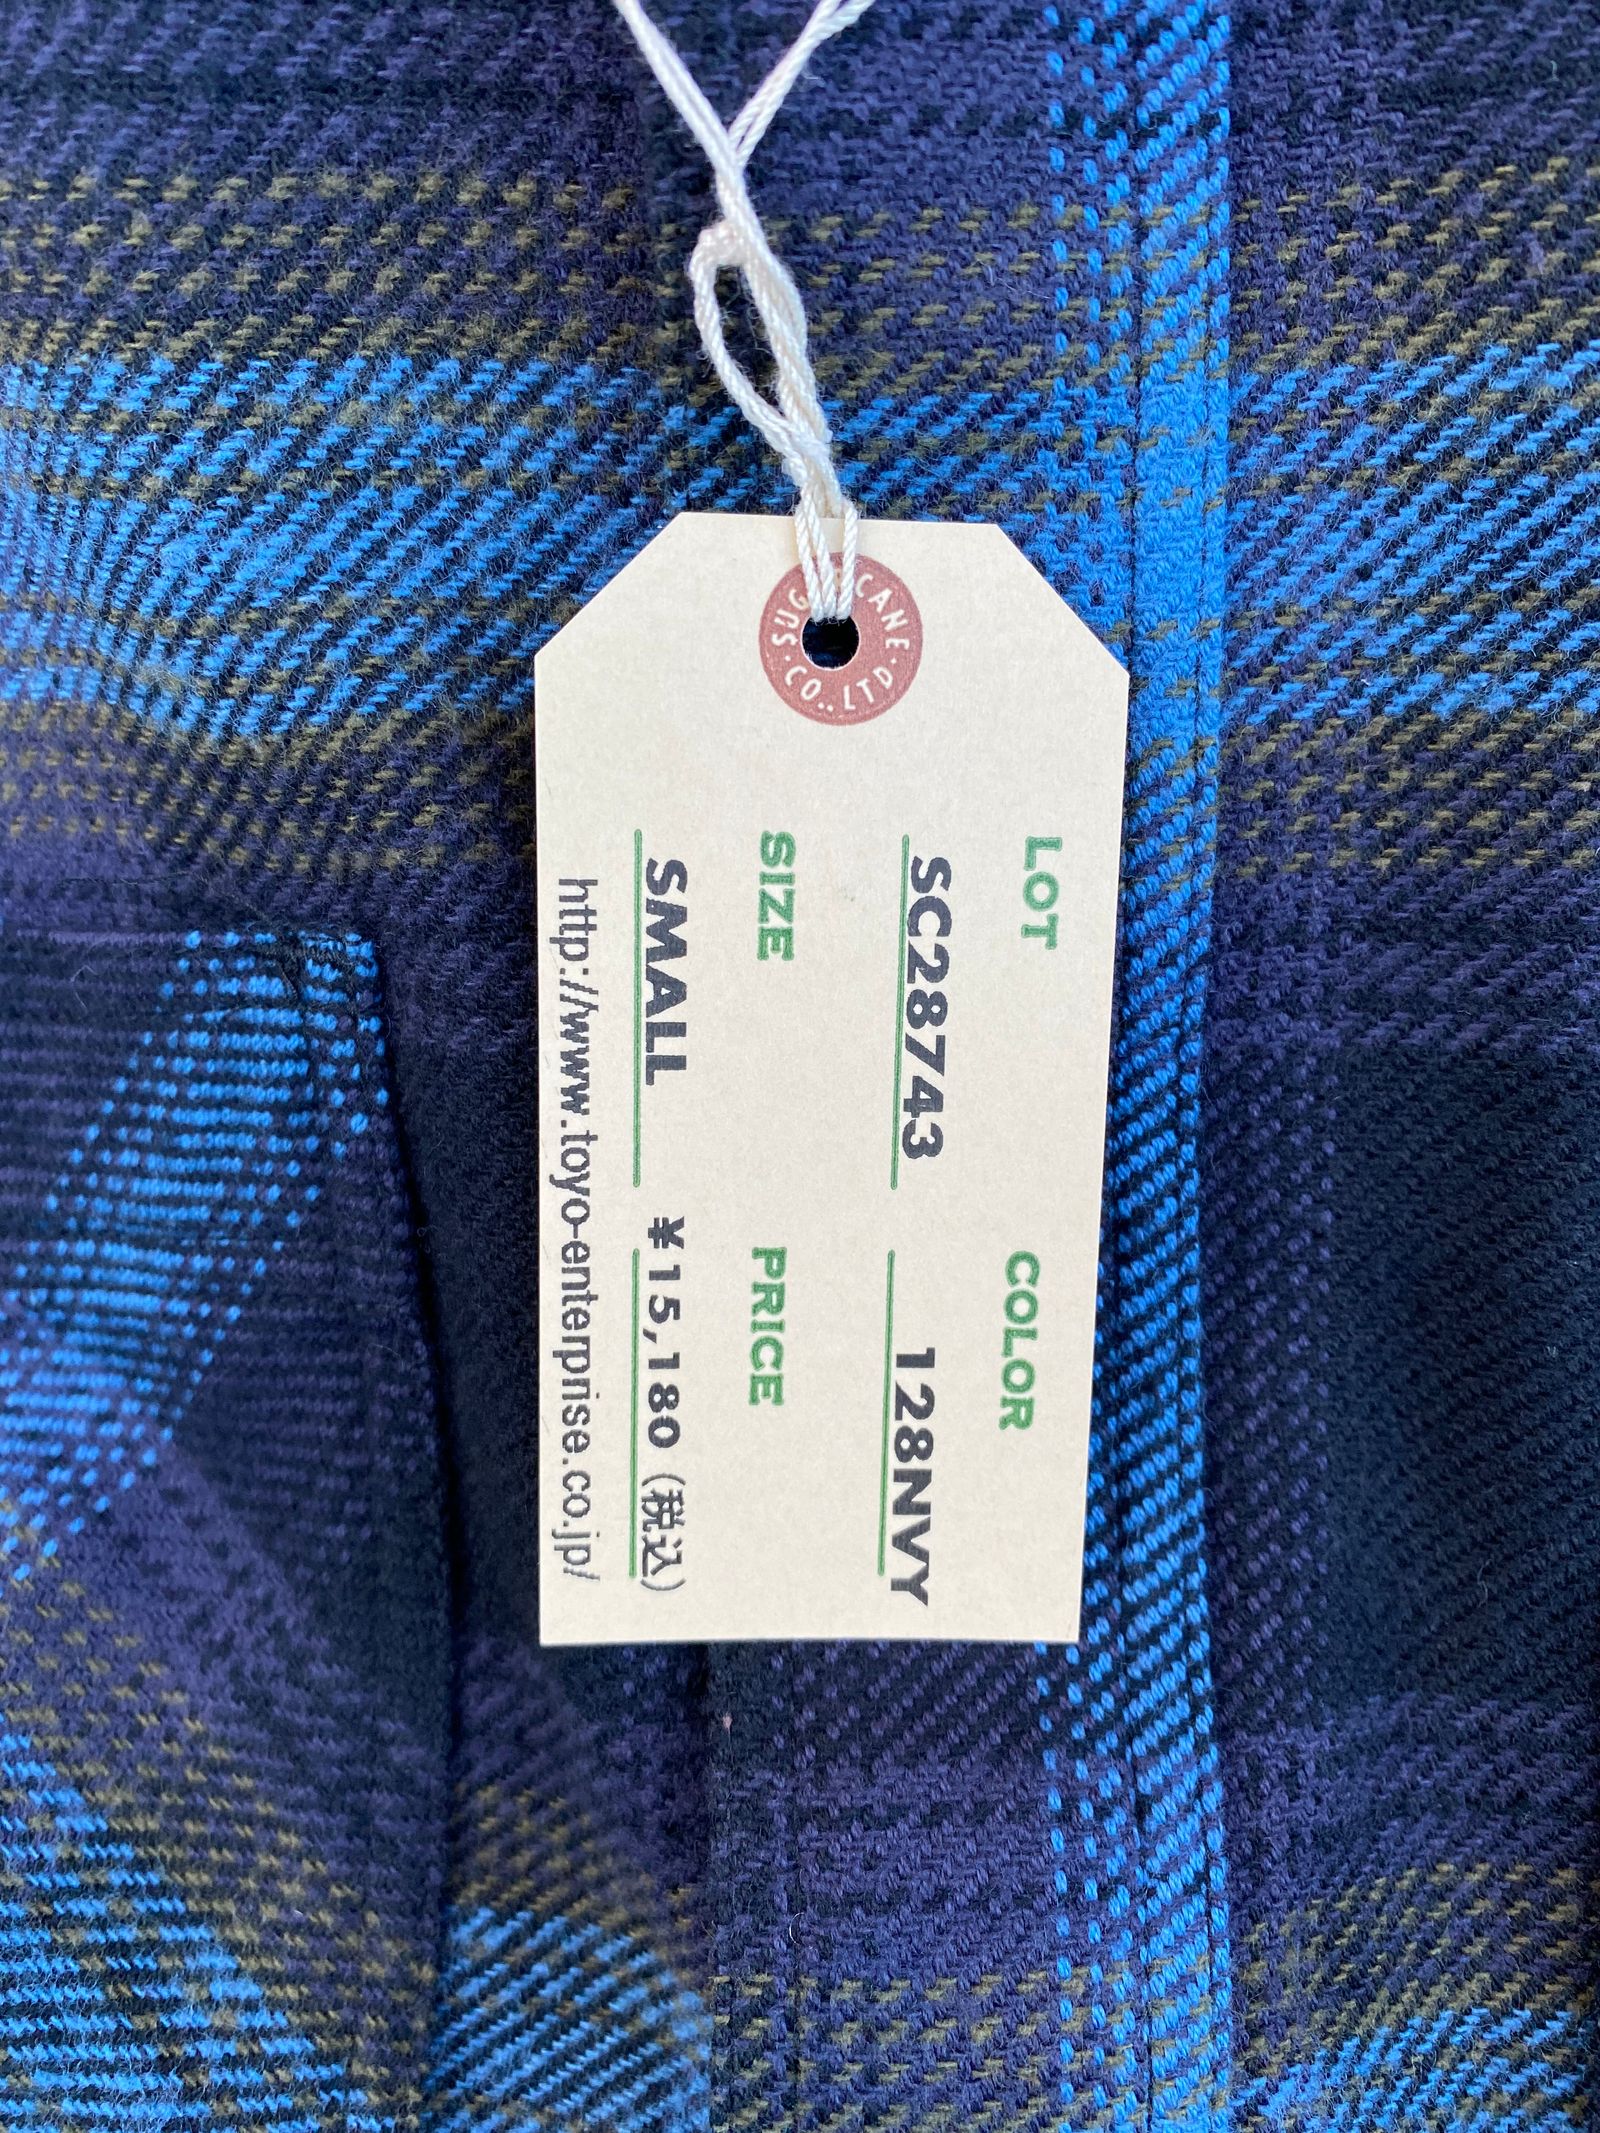 SUG CANE
·CO.,LTD.·
LOT
SC28743
COLOR
128NVY
SIZE
SMALL
PRICE
¥15,180 (税込)
http://www.toyo-enterprise.co.jp/